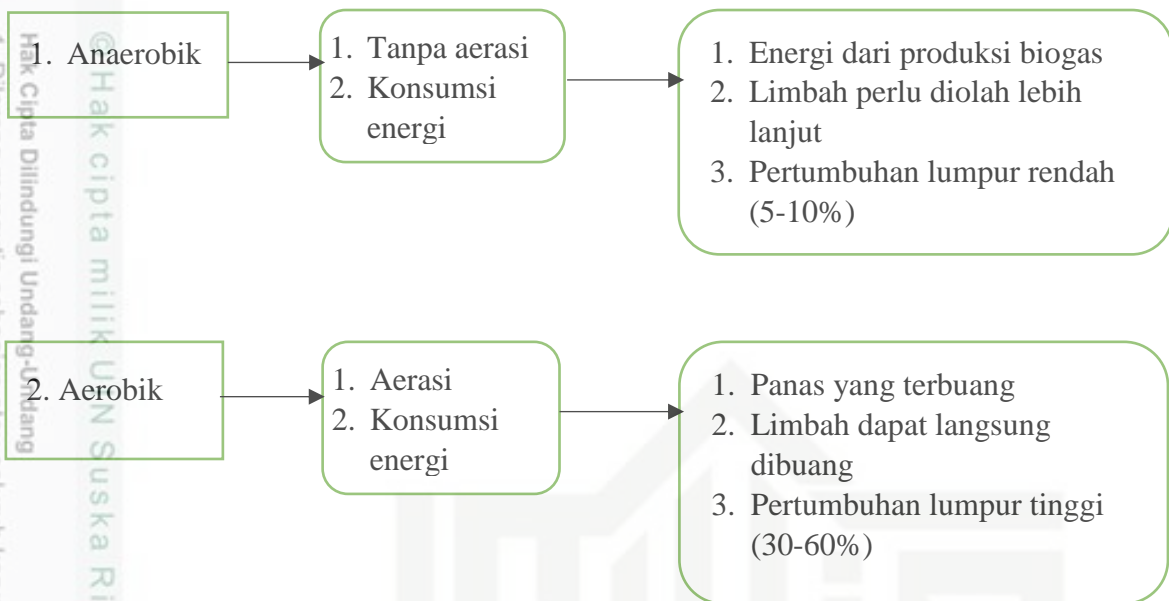 1. Anaerobik
1. Tanpa aerasi
2. Konsumsi
energi
1. Energi dari produksi biogas
2. Limbah perlu diolah lebih
lanjut
3. Pertumbuhan lumpur rendah
(5-10%)
2. Aerobik
1. Aerasi
2. Konsumsi
energi
1. Panas yang terbuang
2. Limbah dapat langsung
dibuang
3. Pertumbuhan lumpur tinggi
(30-60%)
© Hak cipta milik UIN Suska Ri
Hak Cipta Dilindungi Undang-Undang